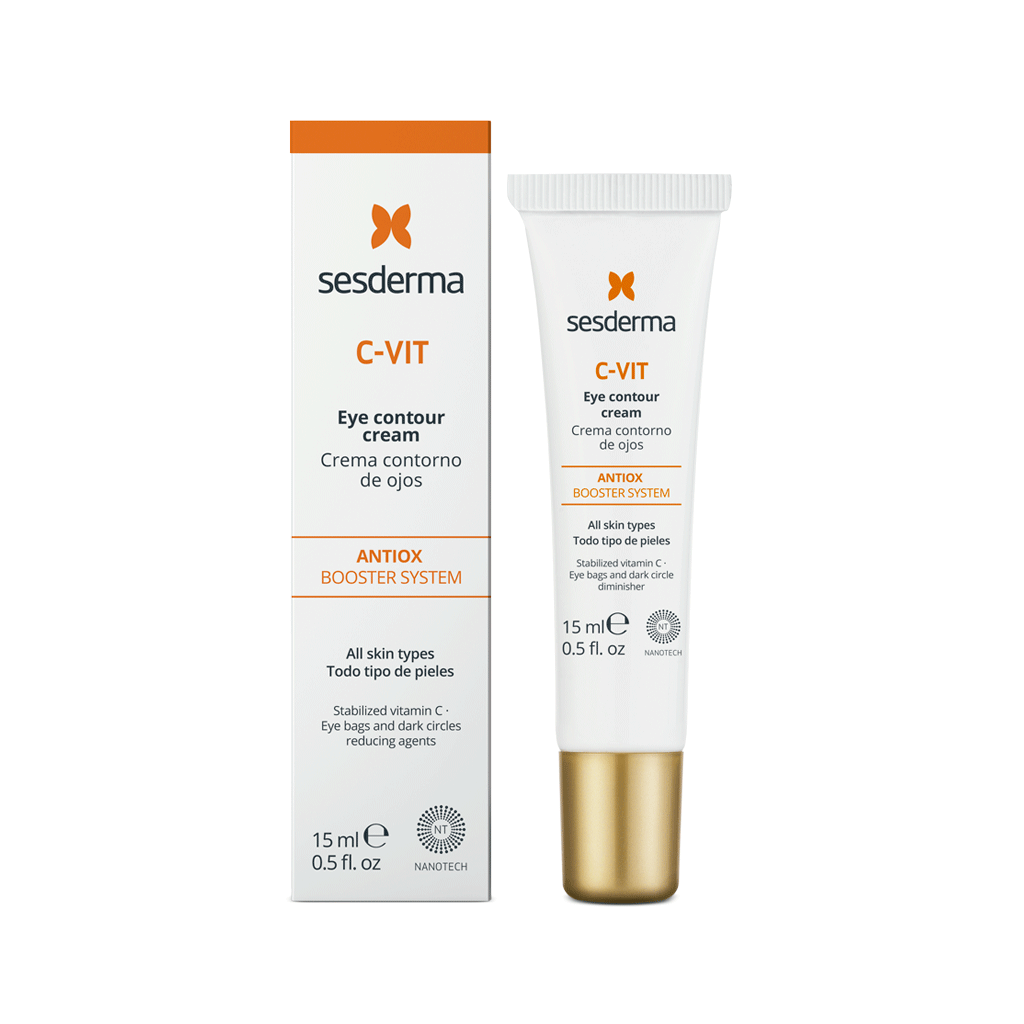 sesderma
C-VIT
Eye contour
cream
Crema contorno
de ojos
ANTIOX
BOOSTER SYSTEM
All skin types
Todo tipo de pieles
Stabilized vitamin C ·
Eye bags and dark circles
reducing agents
15 ml ℮
0.5 fl. oz
NT
NANOTECH
sesderma
C-VIT
Eye contour
cream
Crema contorno
de ojos
ANTIOX
BOOSTER SYSTEM
All skin types
Todo tipo de pieles
Stabilized vitamin C ·
Eye bags and dark circle
diminisher
15 ml ℮
0.5 fl. oz
NT
NANOTECH